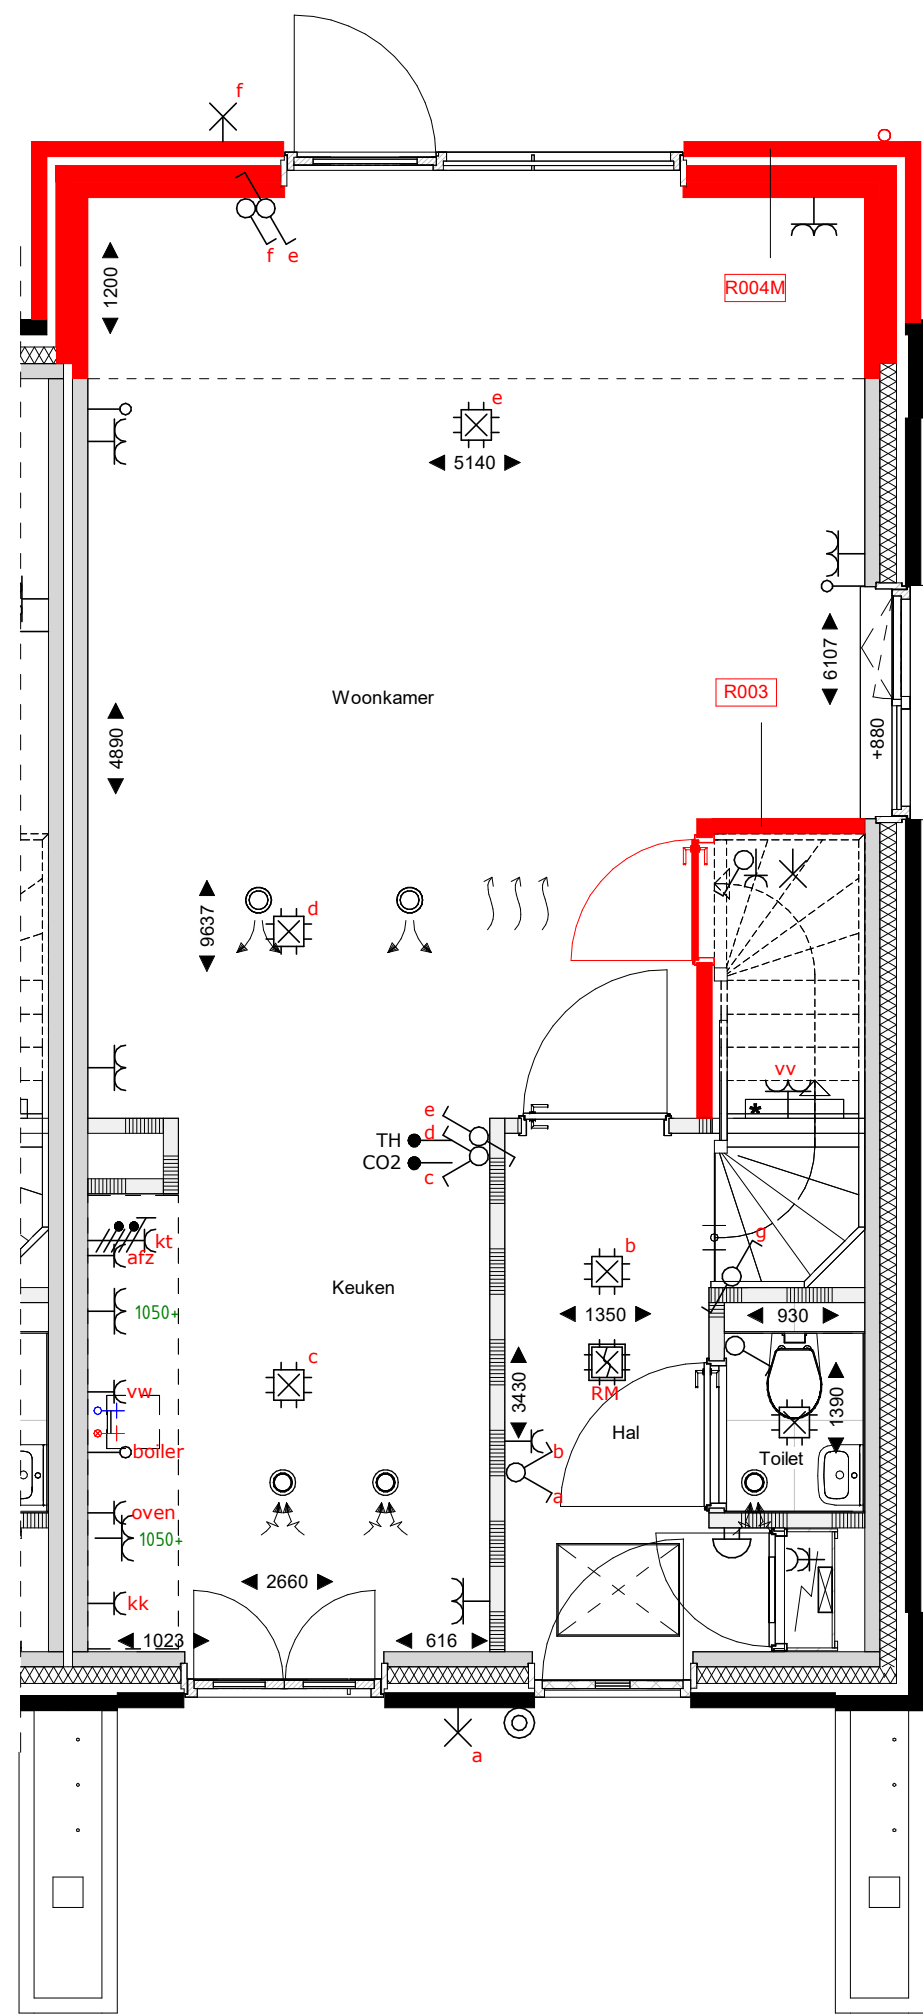 f
f e
1200
R004M
e
5140
6107
R003
Woonkamer
4890
+880
d
9637
vv
*
e
TH d
CO2
c
g
kt
afz
b
1050+
Keuken
1350
930
c
RM
3430
1390
vw
Hal
boiler
b
Toilet
a
oven
1050+
2660
kk
1023
616
a